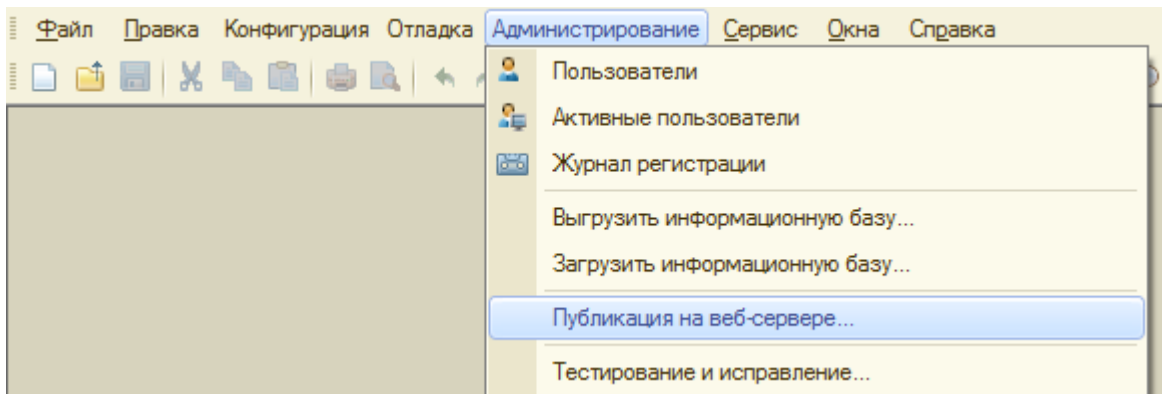 Файл Правка Конфигурация Отладка Администрирование Сервис Окна Справка
Пользователи
Активные пользователи
Журнал регистрации
Выгрузить информационную базу...
Загрузить информационную базу...
Публикация на веб-сервере...
Тестирование и исправление...